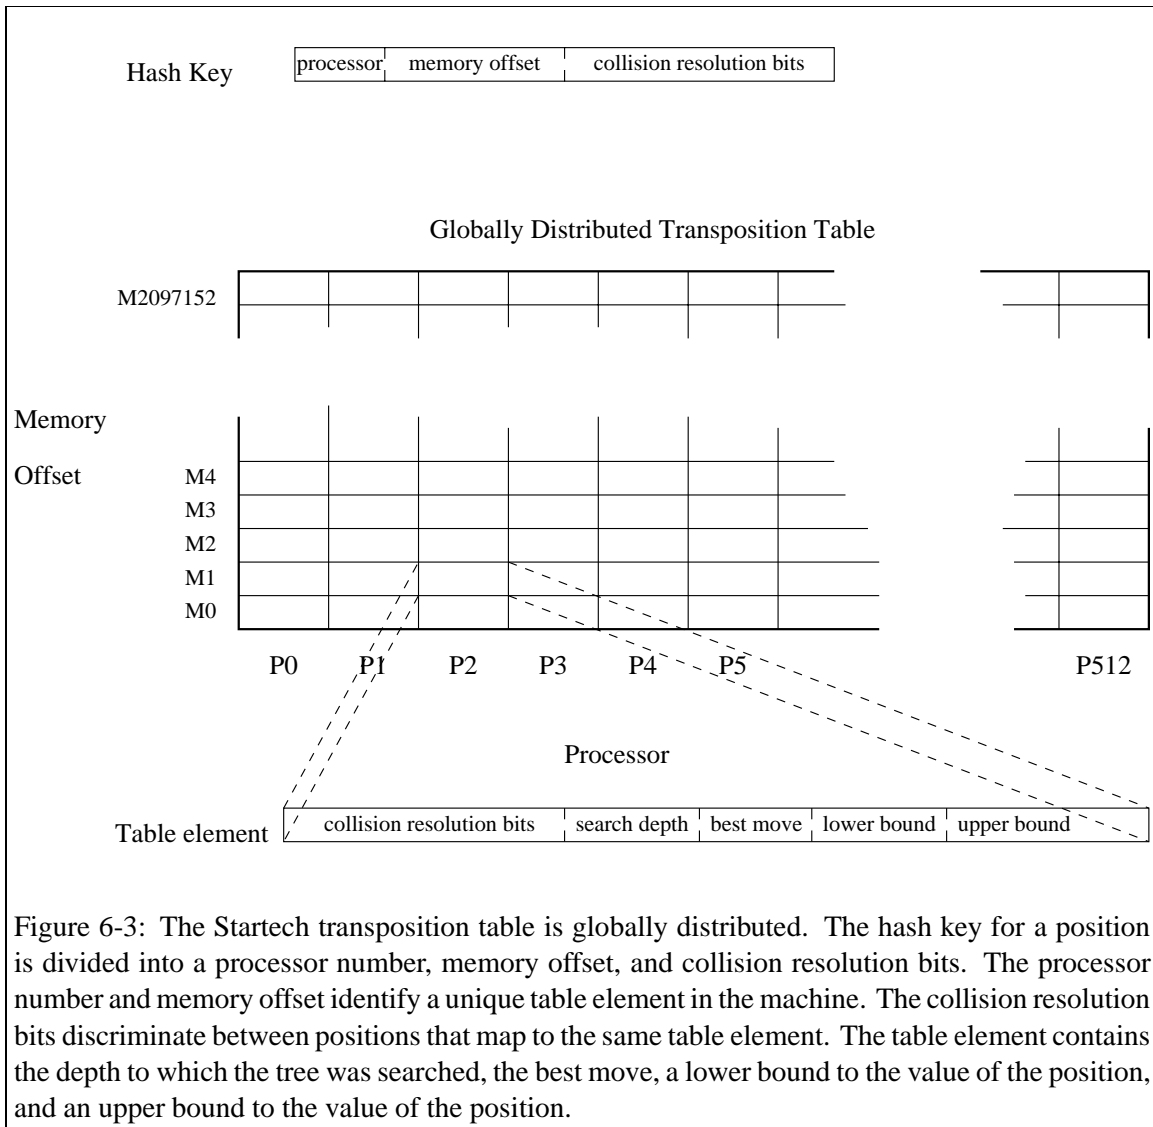 Hash Key
processor memory offset collision resolution bits
Globally Distributed Transposition Table
M2097152
Memory
Offset
M4
M3
M2
M1
M0
P0 P1 P2 P3 P4 P5 P512
Processor
Table element
collision resolution bits search depth best move lower bound upper bound
Figure 6-3: The Startech transposition table is globally distributed. The hash key for a position
is divided into a processor number, memory offset, and collision resolution bits. The processor
number and memory offset identify a unique table element in the machine. The collision resolution
bits discriminate between positions that map to the same table element. The table element contains
the depth to which the tree was searched, the best move, a lower bound to the value of the position,
and an upper bound to the value of the position.